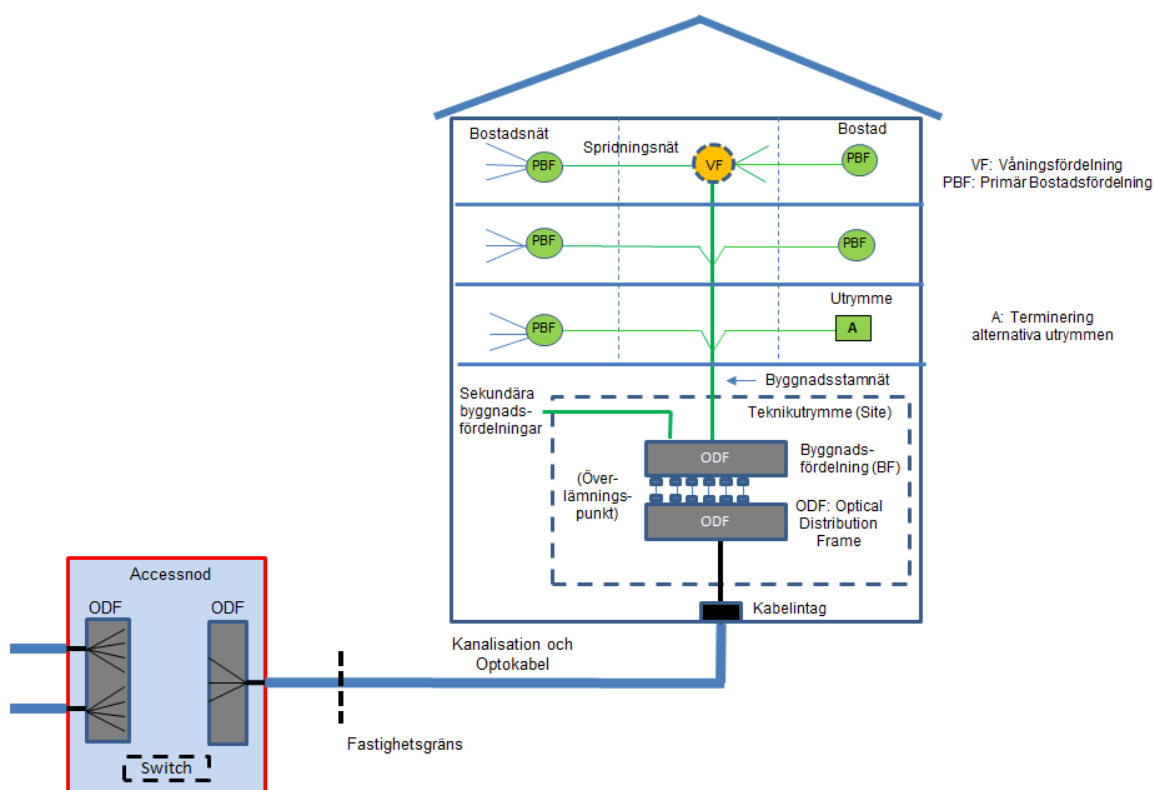 Bostadsnät
Bostad
Spridningsnät
PBF
VF
PBF
VF: Våningsfördelning
PBF: Primär Bostadsfördelning
PBF
PBF
Utrymme
PBF
A
A: Terminering
alternativa utrymmen
Byggnadsstamnät
Sekundära
byggnads-
fördelningar
Teknikutrymme (Site)
ODF
Byggnads-
fördelning (BF)
(Över-
lämnings-
punkt)
ODF
ODF: Optical
Distribution
Frame
Accessnod
ODF
ODF
Kabelintag
Kanalisation och
Optokabel
Fastighetsgräns
Switch